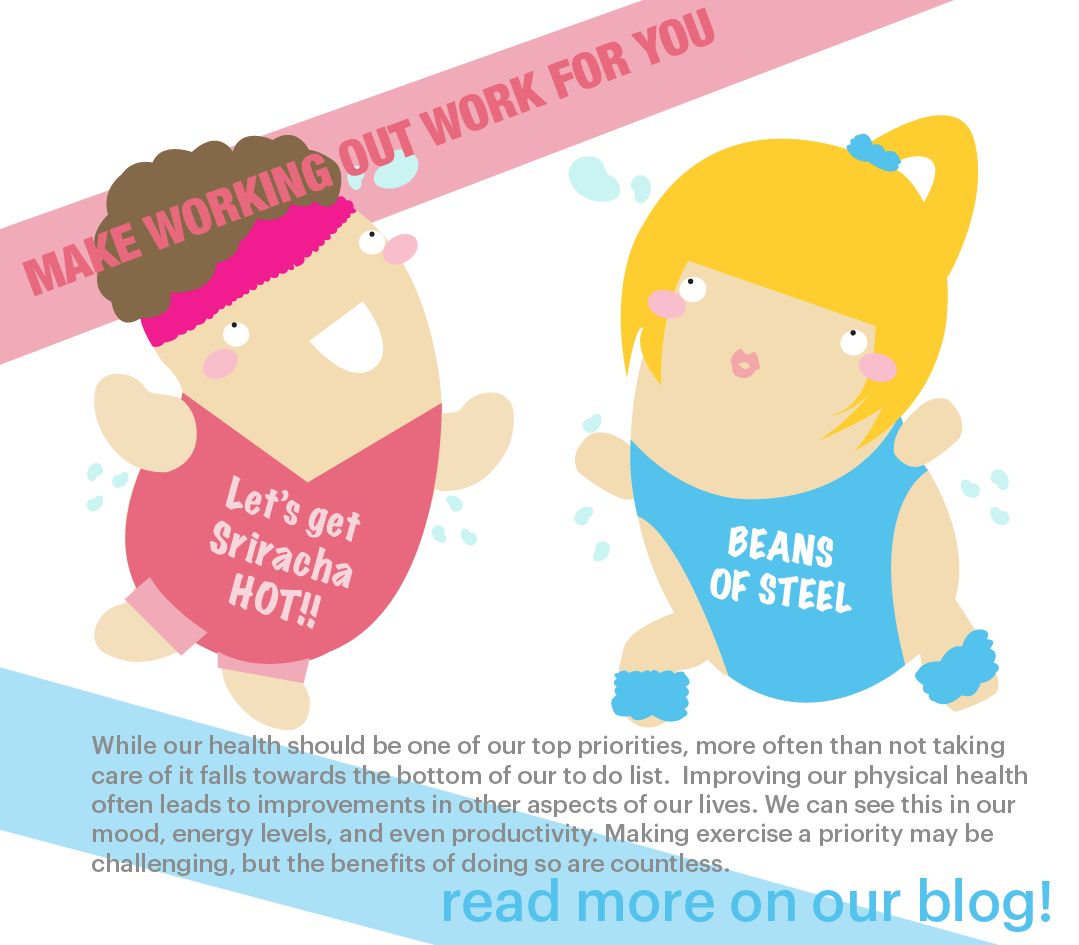 MAKE WORKING OUT WORK FOR YOU
Let's get
Sriracha
HOT!!
BEANS
OF STEEL
While our health should be one of our top priorities, more often than not taking
care of it falls towards the bottom of our to do list.  Improving our physical health
often leads to improvements in other aspects of our lives. We can see this in our
mood, energy levels, and even productivity. Making exercise a priority may be
challenging, but the benefits of doing so are countless.
read more on our blog!